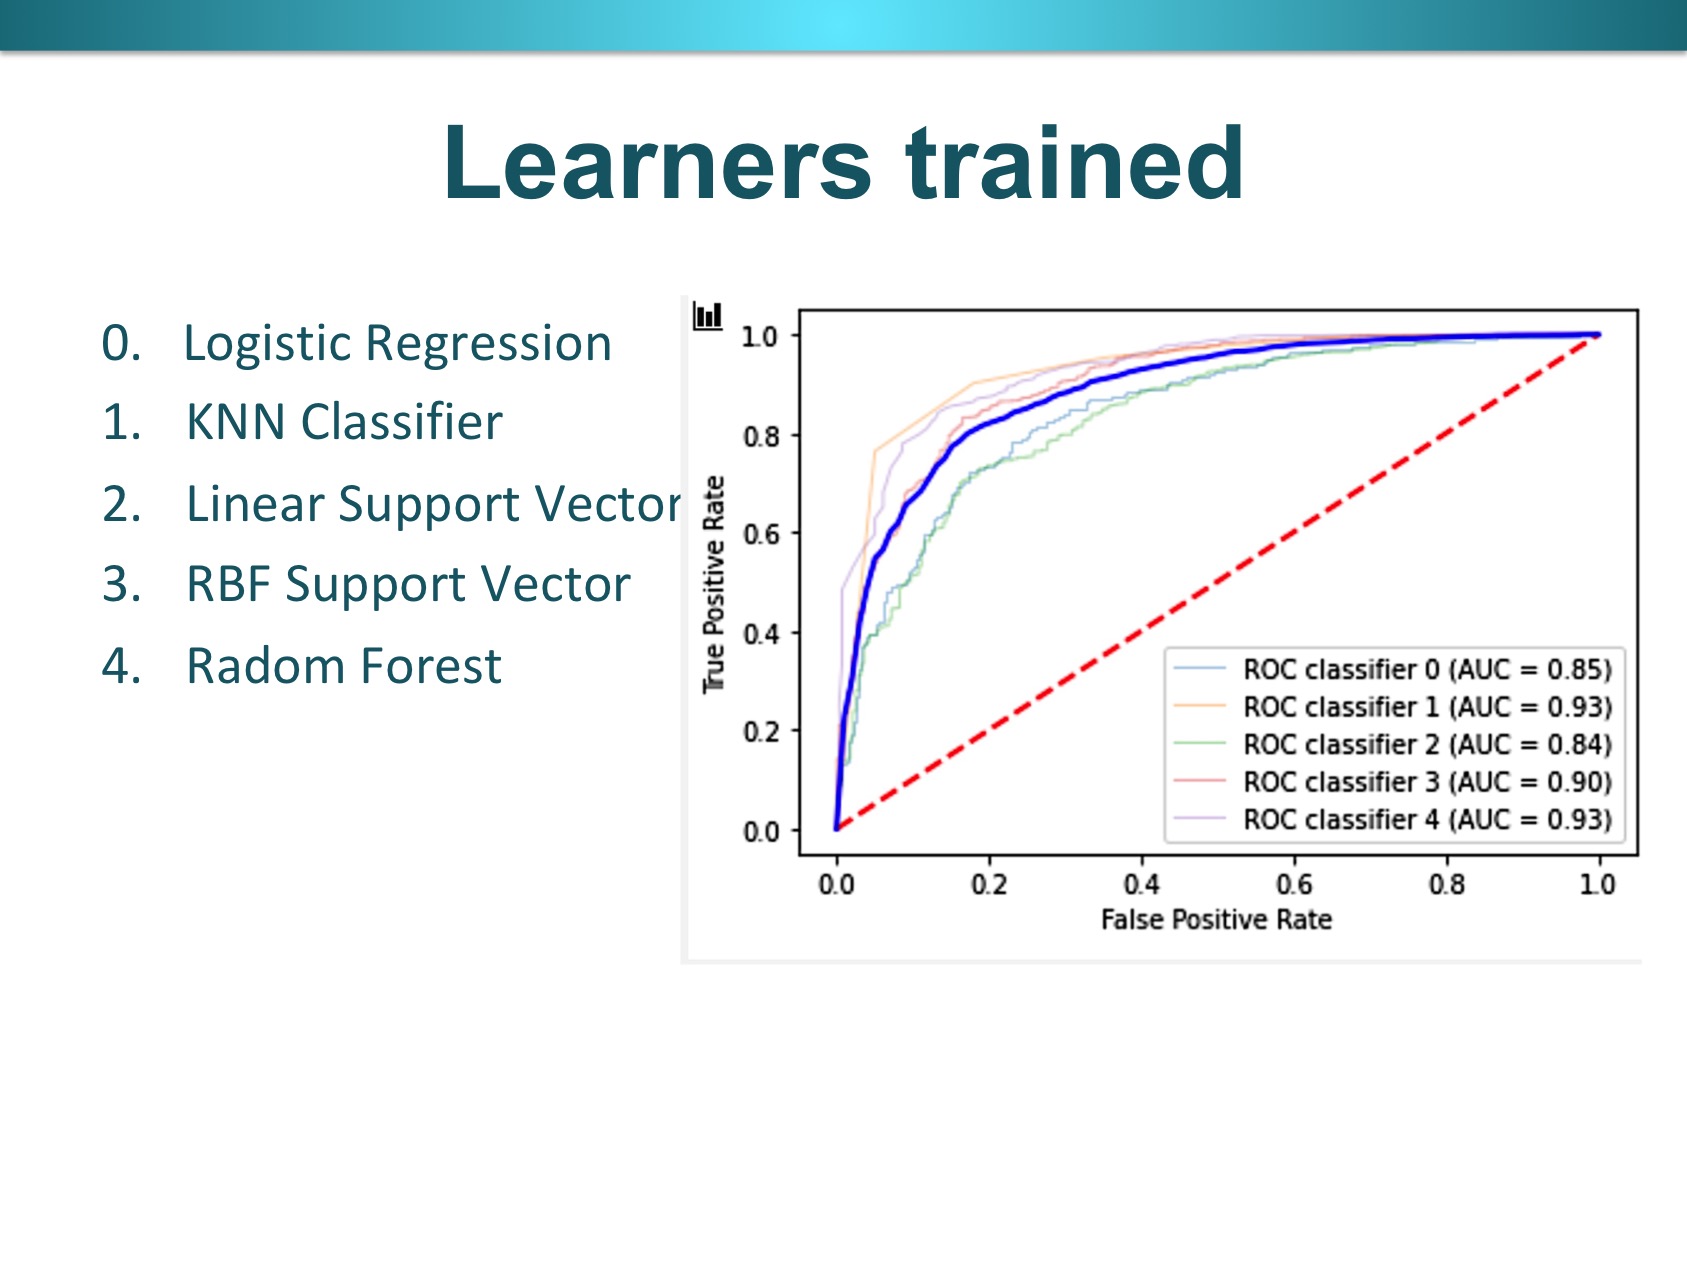 Learners trained
0. Logistic Regression
1. KNN Classifier
2. Linear Support Vector
3. RBF Support Vector
4. Radom Forest
True Positive Rate
1.0
0.8
0.6
0.4
0.2
0.0
ROC classifier 0 (AUC = 0.85)
ROC classifier 1 (AUC = 0.93)
ROC classifier 2 (AUC = 0.84)
ROC classifier 3 (AUC = 0.90)
ROC classifier 4 (AUC = 0.93)
0.0 0.2 0.4 0.6 0.8 1.0
False Positive Rate